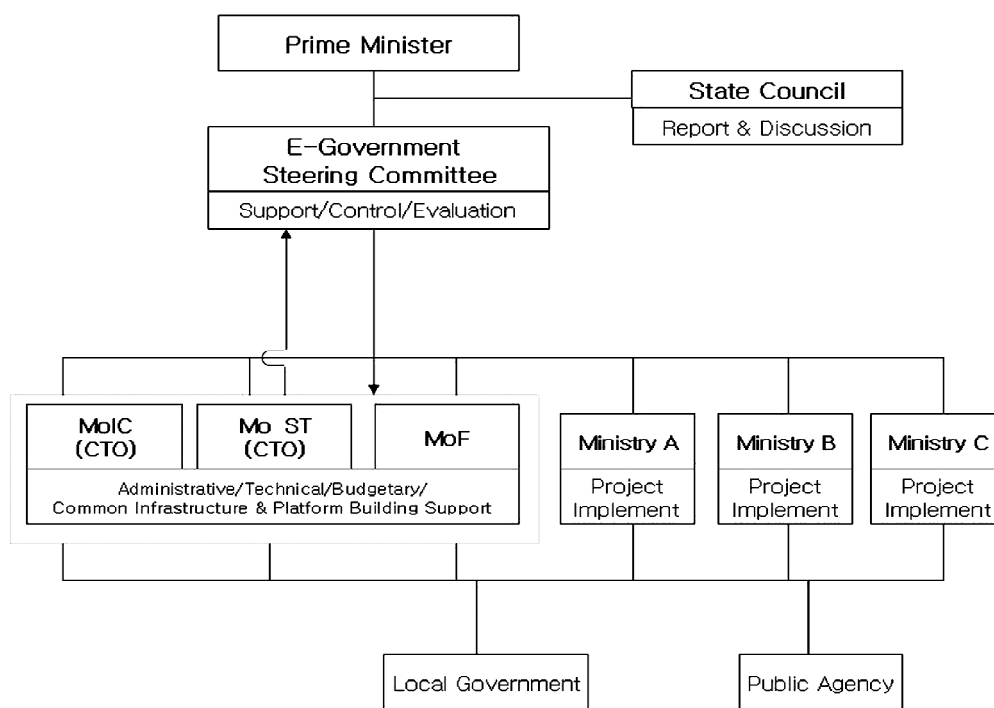 Prime Minister
State Council
Report & Discussion
E-Government
Steering Committee
Support/Control/Evaluation
MoIC
(CTO)
Mo ST
(CTO)
MoF
Administrative/Technical/Budgetary/
Common Infrastructure & Platform Building Support
Ministry A
Project
Implement
Ministry B
Project
Implement
Ministry C
Project
Implement
Local Government
Public Agency